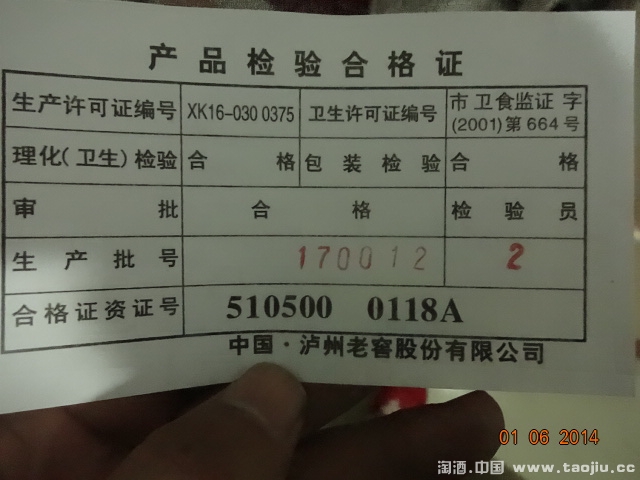 产品检验合格证
生产许可证编号 XK16-030 0375 卫生许可证编号 市卫食监证字
(2001)第664号
理化(卫生)检验 合格 包装检验 合格
审批 合格 检验员
生产批号 170012 2
合格证资证号 510500 0118A
中国·泸州老窖股份有限公司
01 06 2014
淘酒.中国 www.taojiu.cc